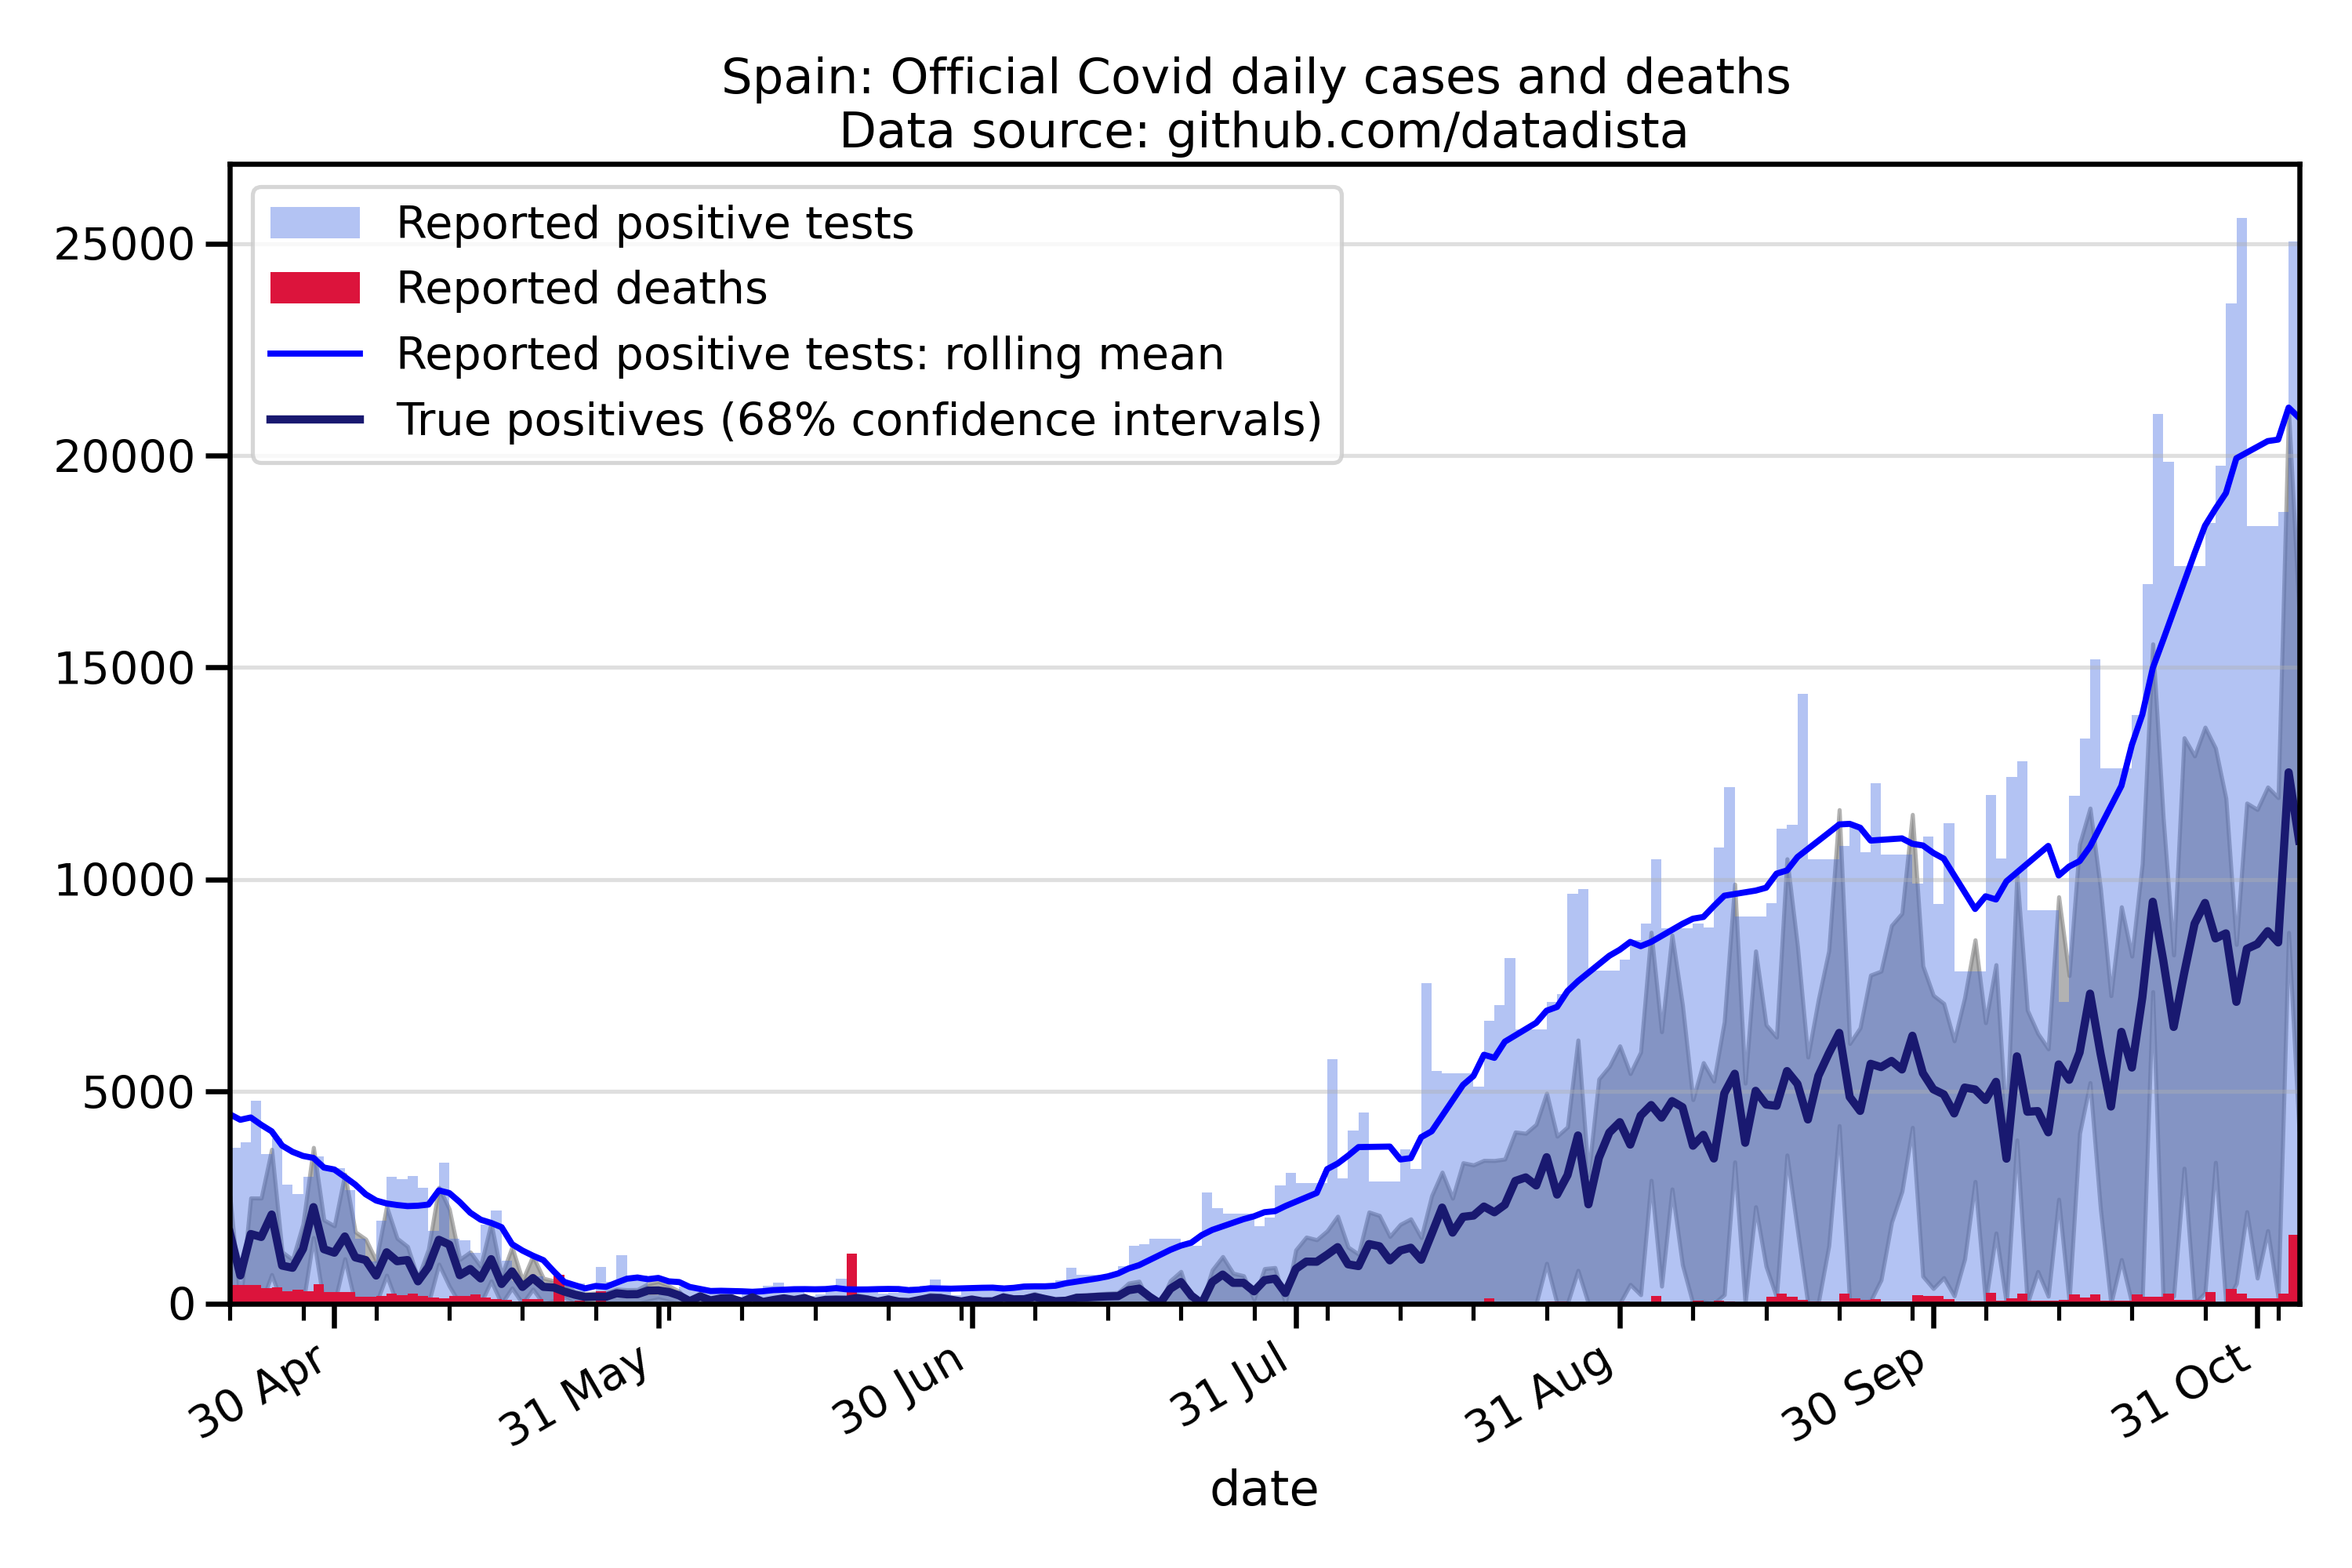 Spain: Official Covid daily cases and deaths
Data source: github.com/datadista
Reported positive tests
Reported deaths
Reported positive tests: rolling mean
True positives (68% confidence intervals)
25000
20000
15000
10000
5000
0
30 Apr
31 May
30 Jun
31 Jul
31 Aug
30 Sep
31 Oct
date